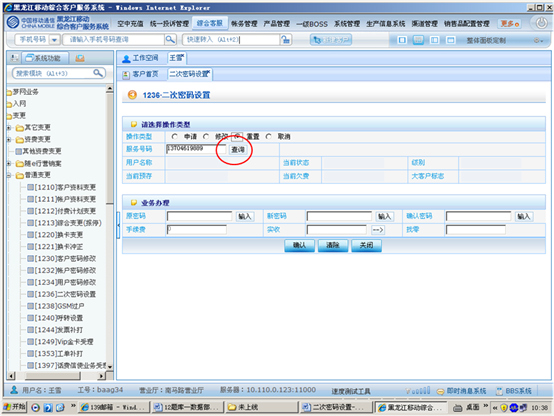 黑龙江移动综合客户服务系统 - Windows Internet Explorer
中国移动通信 CHINA MOBILE 黑龙江移动 综合客户服务系统
空中充值 统一投诉管理 综合客服 帐务管理 产品管理 一级BOSS 系统管理 生产信息系统 渠道管理 销售品配置管理 更多
手机号码 请输入手机号码查询 快速转入 (Alt+2) 整体面板定制
系统功能 工作空间 王雪
搜索模块 (Alt+3) 客户首页 二次密码设置
梦网业务
入网
变更
其它变更
资费变更
其他资费变更
随e行营销案
普通变更
[1210]客户资料变更
[1211]帐户资料变更
[1212]付费计划变更
[1213]综合变更(报停)
[1220]换卡变更
[1221]换卡冲正
[1230]客户密码修改
[1232]帐户密码修改
[1234]用户密码修改
[1236]二次密码设置
[1238]GSM过户
[1240]呼转设置
[1244]发票补打
[1249]Vip金卡受理
[1353]工单补打
[1397]话费信使业务受理
1236-二次密码设置
请选择操作类型
操作类型 申请 修改 重置 取消
服务号码 13704519889 查询
用户名称 当前状态 级别
当前预存 当前欠费 大客户标志
业务办理
原密码 输入 新密码 输入 确认密码 输入
手续费 0 实收 --> 找零
确认 清除 关闭
用户名：王雪 工号：baag34 营业厅：南马路营业厅 服务器：10.110.0.123:11000 速度测试工具 即时消息系统 BBS系统
开始 139邮箱 - Wind... 12题库一数据部... 未上线 二次密码设置-... 黑龙江移动综合... 桌面 10:38